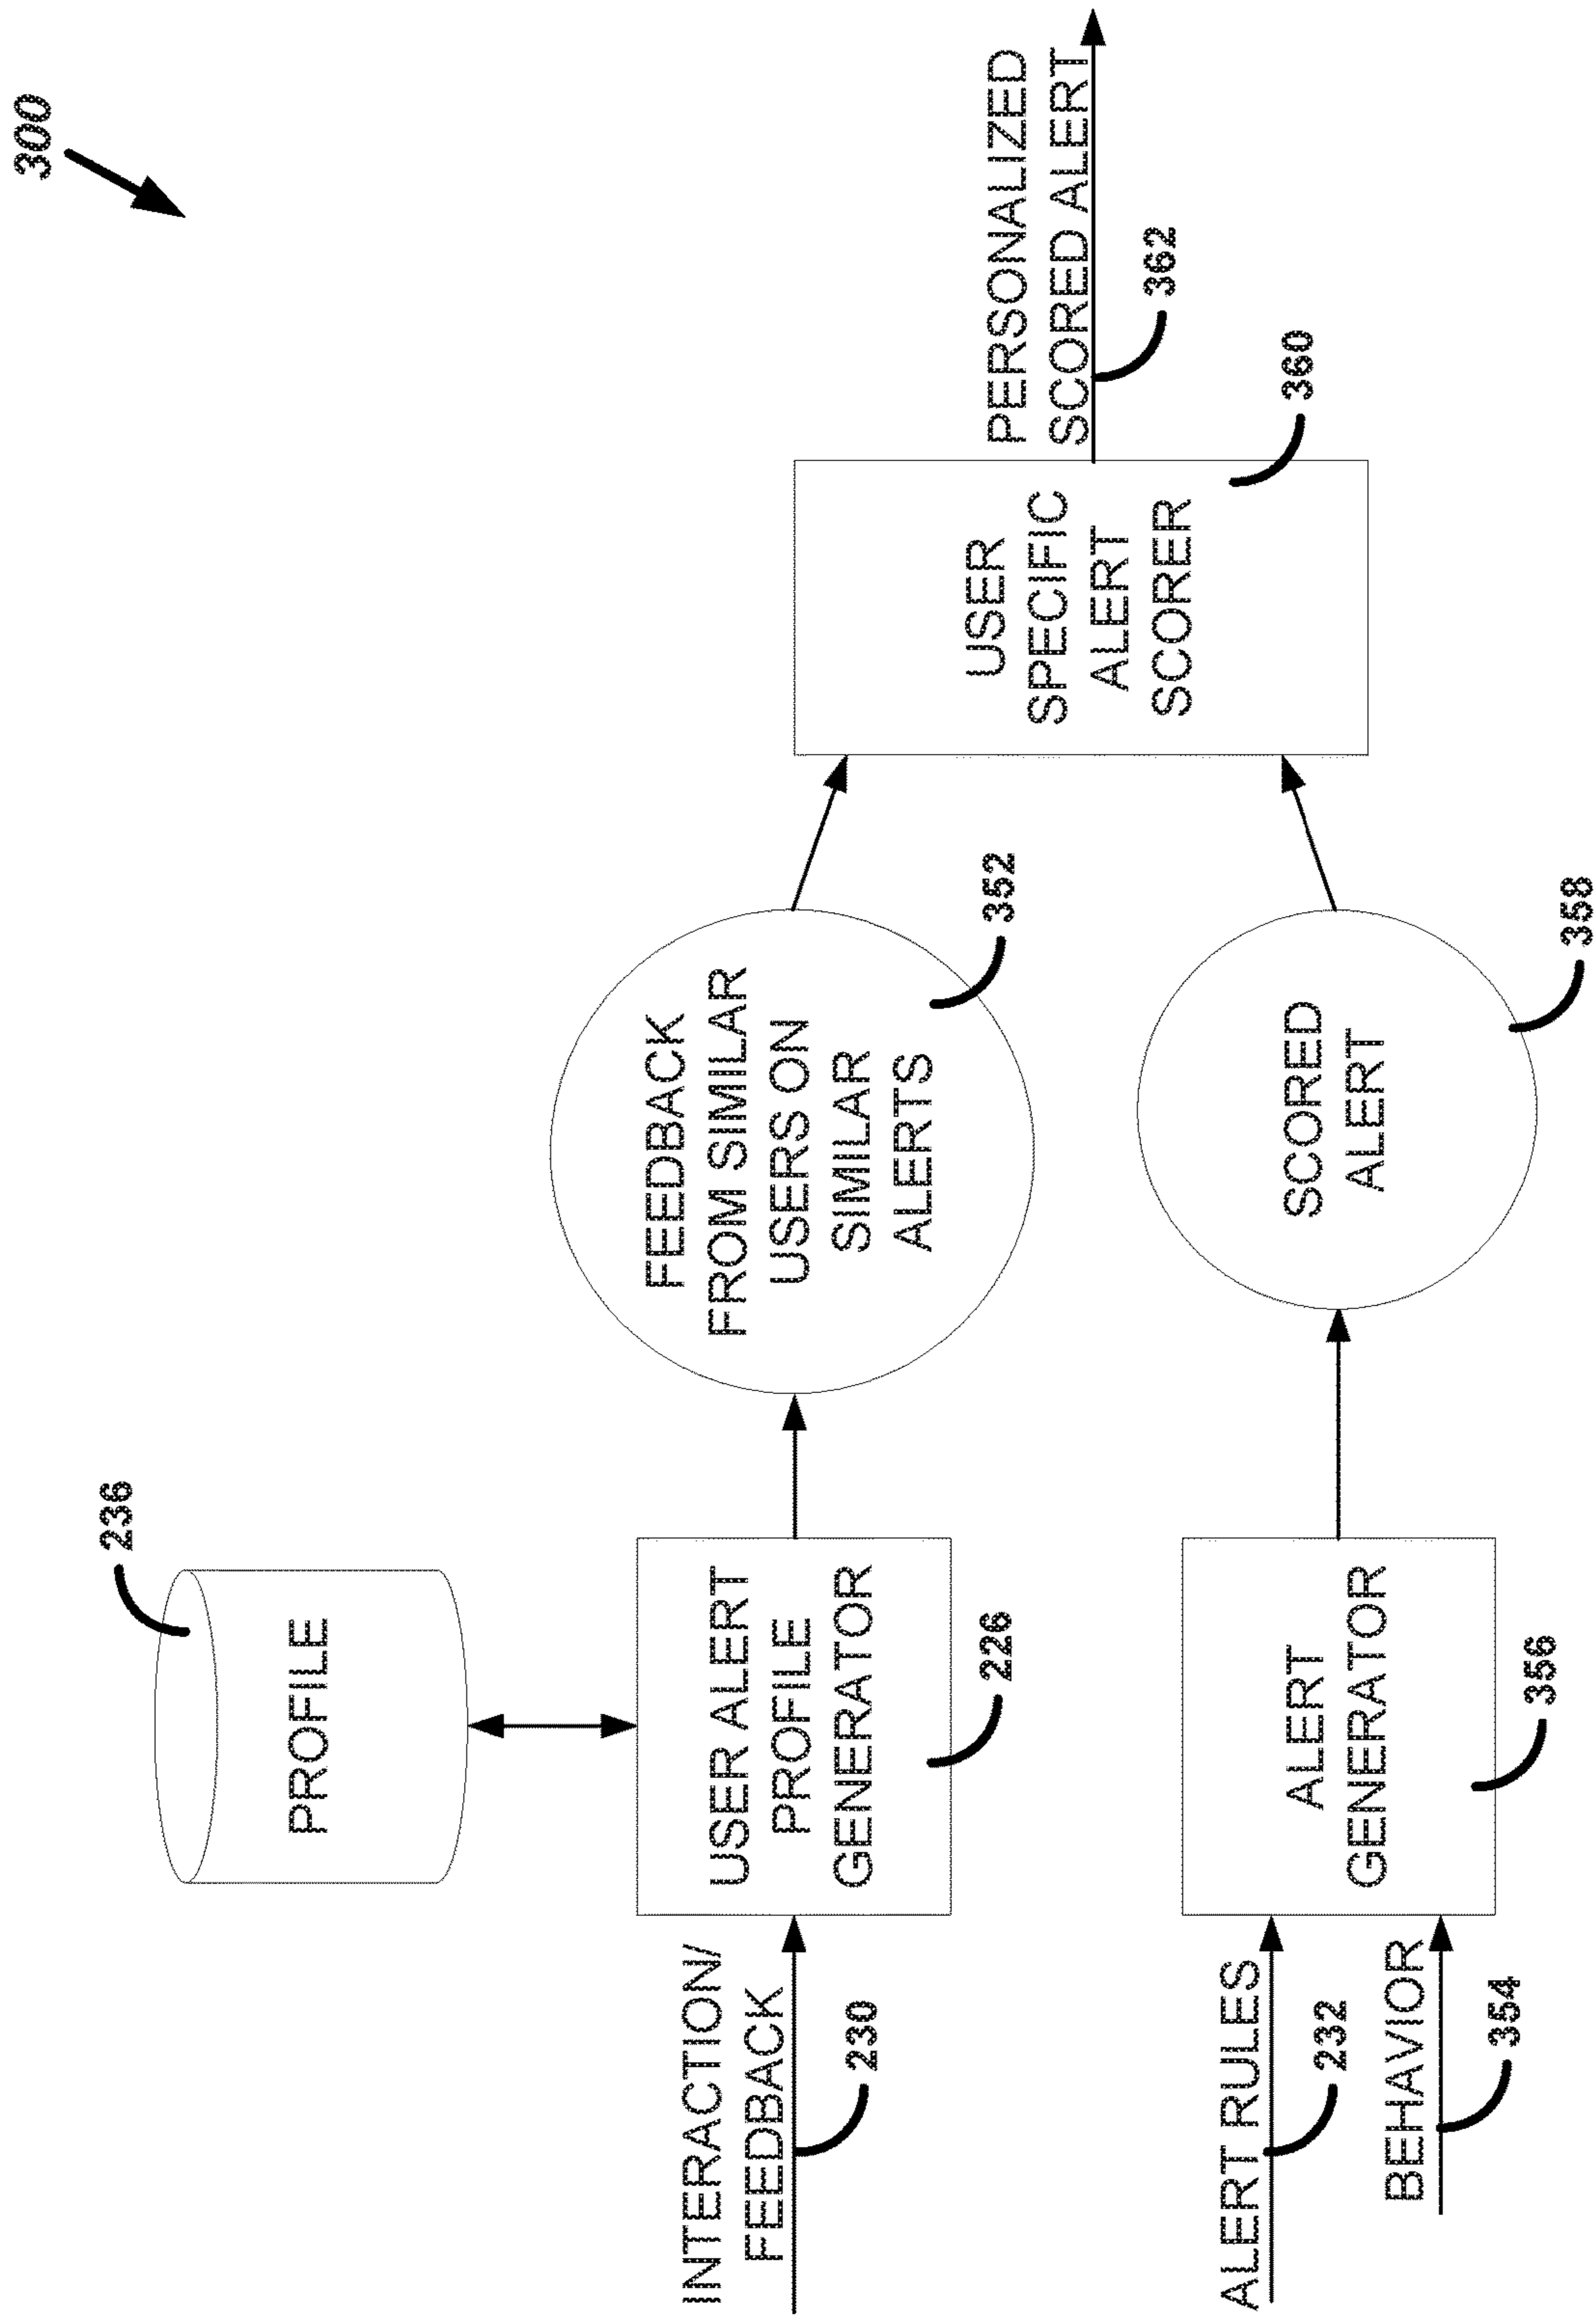 300
236
PROFILE
INTERACTION/
FEEDBACK
230
USER ALERT
PROFILE
GENERATOR
226
FEEDBACK
FROM SIMILAR
USERS ON
SIMILAR
ALERTS
352
ALERT RULES
232
BEHAVIOR
354
ALERT
GENERATOR
356
SCORED
ALERT
358
USER
SPECIFIC
ALERT
SCORER
360
PERSONALIZED
SCORED ALERT
362